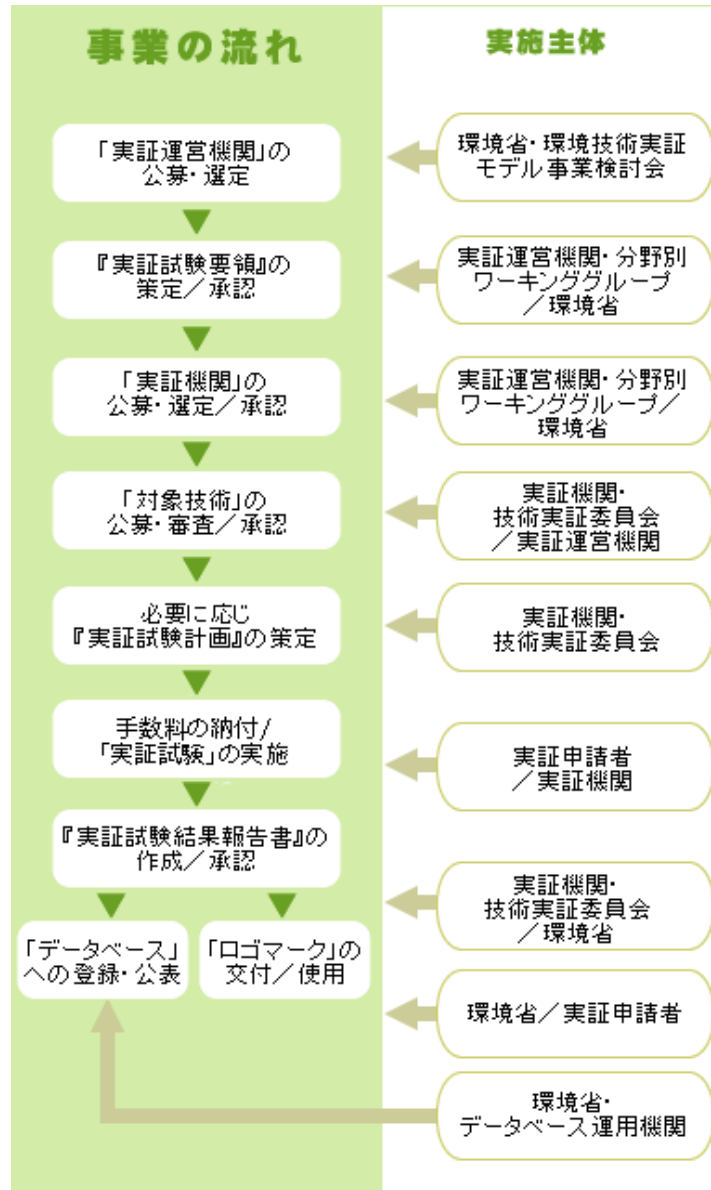 事業の流れ
実施主体
「実証運営機関」の
公募・選定
環境省・環境技術実証
モデル事業検討会
『実証試験要領』の
策定／承認
実証運営機関・分野別
ワーキンググループ
／環境省
「実証機関」の
公募・選定／承認
実証運営機関・分野別
ワーキンググループ／
環境省
「対象技術」の
公募・審査／承認
実証機関・
技術実証委員会
／実証運営機関
必要に応じ
『実証試験計画』の策定
実証機関・
技術実証委員会
手数料の納付/
「実証試験」の実施
実証申請者
／実証機関
『実証試験結果報告書』の
作成／承認
実証機関・
技術実証委員会
／環境省
「データベース」
への登録・公表
「ロゴマーク」の
交付／使用
環境省／実証申請者
環境省・
データベース運用機関